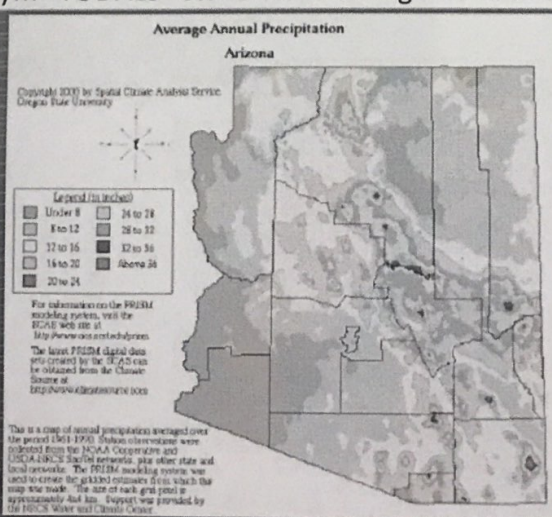 Average Annual Precipitation
Arizona
Copyright 2000 by Spatial Climate Analysis Service
Oregon State University
Legend (in inches)
Under 8
8 to 12
12 to 16
16 to 20
20 to 24
24 to 28
28 to 32
32 to 36
Above 36
For information on the PRISM
modeling system, visit the
SCAS web site at
The latest PRISM digital data
sets created by the SCAS can
be obtained from the Climate
Source at
http://www.climatesource.com
This is a map of annual precipitation averaged over
the period 1961-1990. Station observations were
collected from the NOAA Cooperative and
USDA-NRCS SnoTel networks, plus other state and
local networks. The PRISM modeling system was
used to create the gridded estimates from which this
map was made. The size of each grid pixel is
approximately 4x4 km. Support was provided by
the NRCS Water and Climate Center.